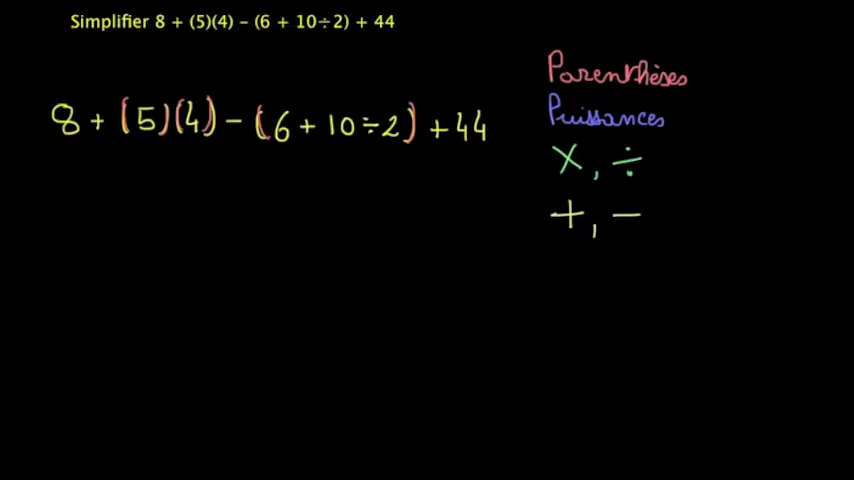 Simplifier 8 + (5)(4) – (6 + 10÷2) + 44
8 + (5)(4) − (6 + 10 ÷ 2) + 44
Parenthèses
Puissances
×, ÷
+, −